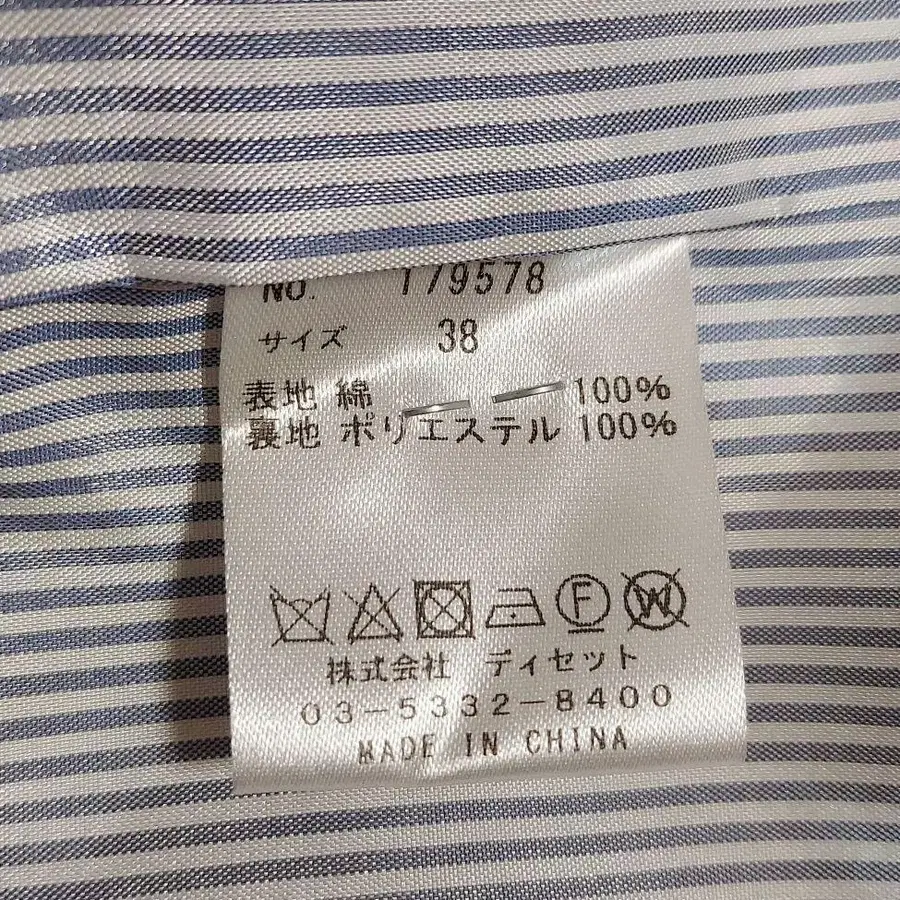 No. 179578
サイズ 38
表地 綿 100%
裏地 ポリエステル 100%
F W
株式会社 ディセット
03-5332-8400
MADE IN CHINA